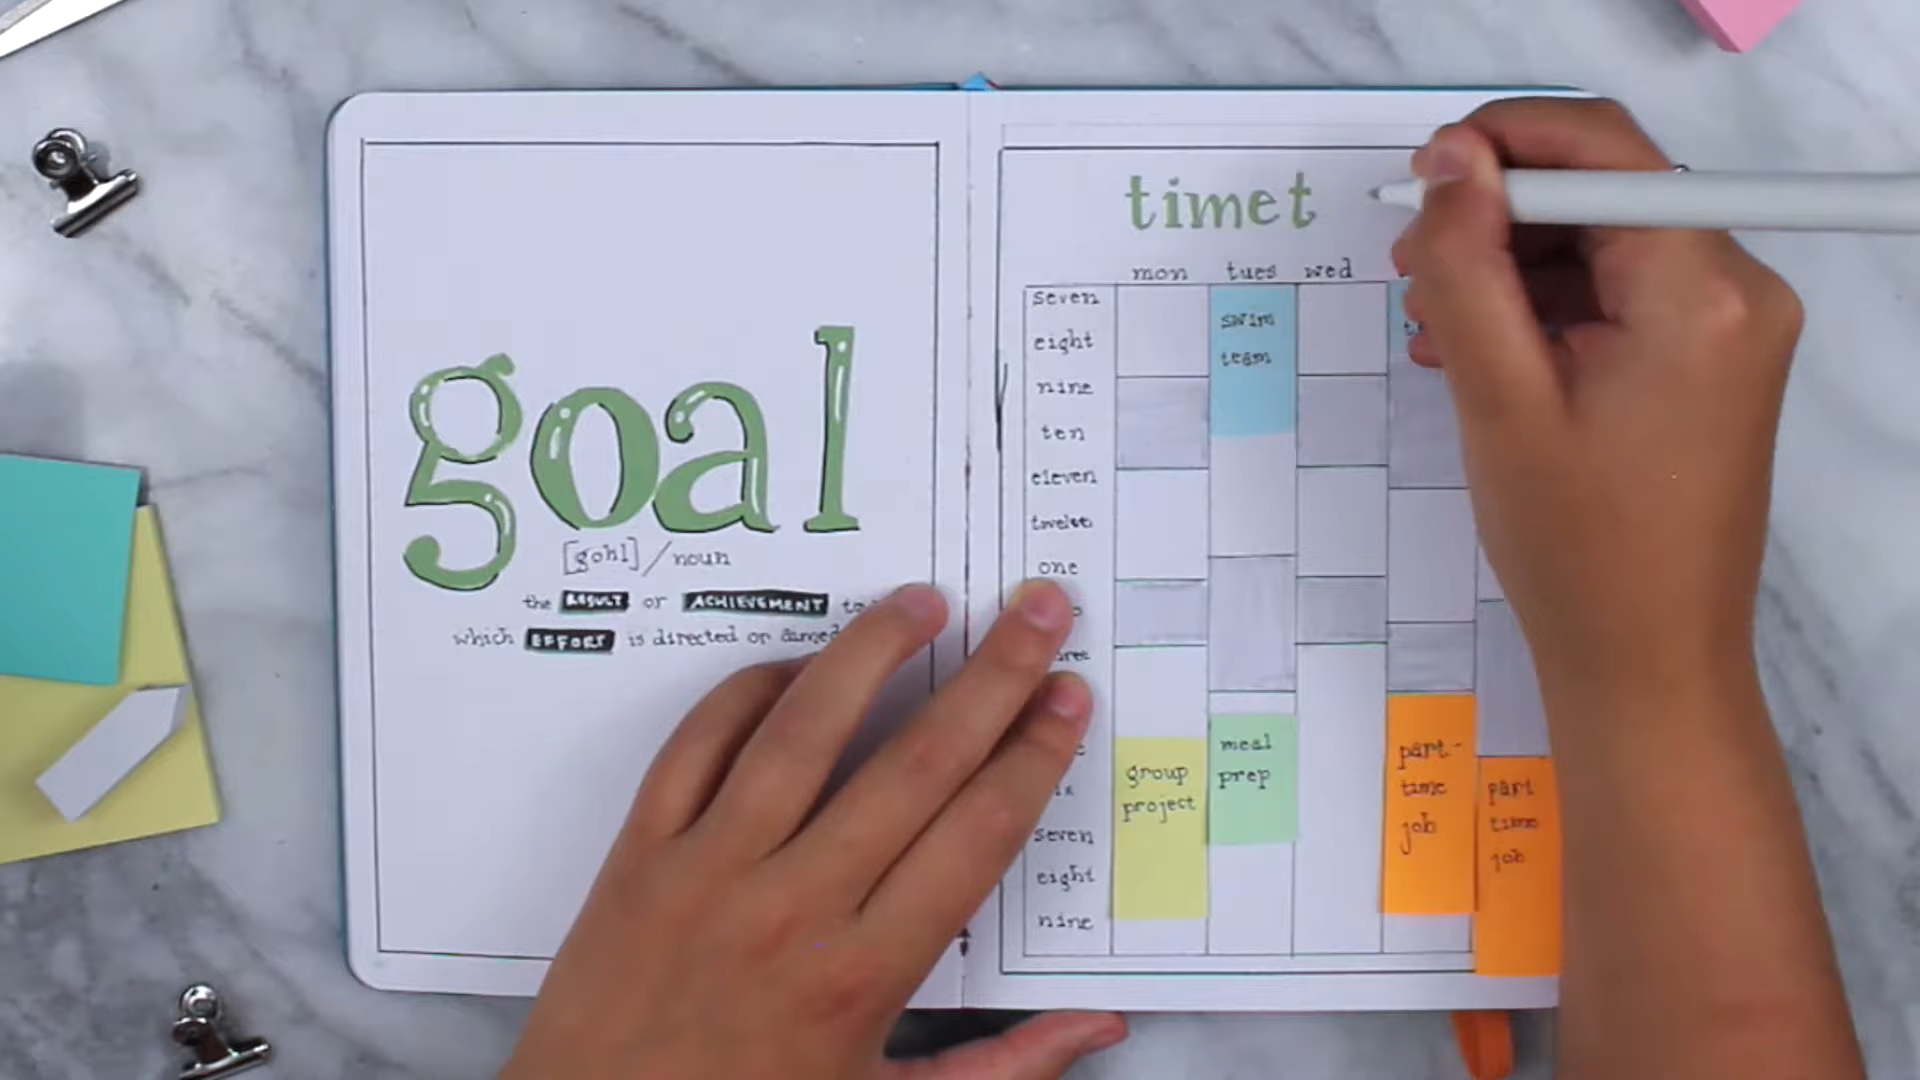 goal
[gohl] / noun
the RESULT or ACHIEVEMENT
which EFFORT is directed or aimed
timet
mon tues wed
seven
eight
nine
ten
eleven
twelve
one
seven
eight
nine
swim
team
group
project
meal
prep
part-
time
job
part
time
job